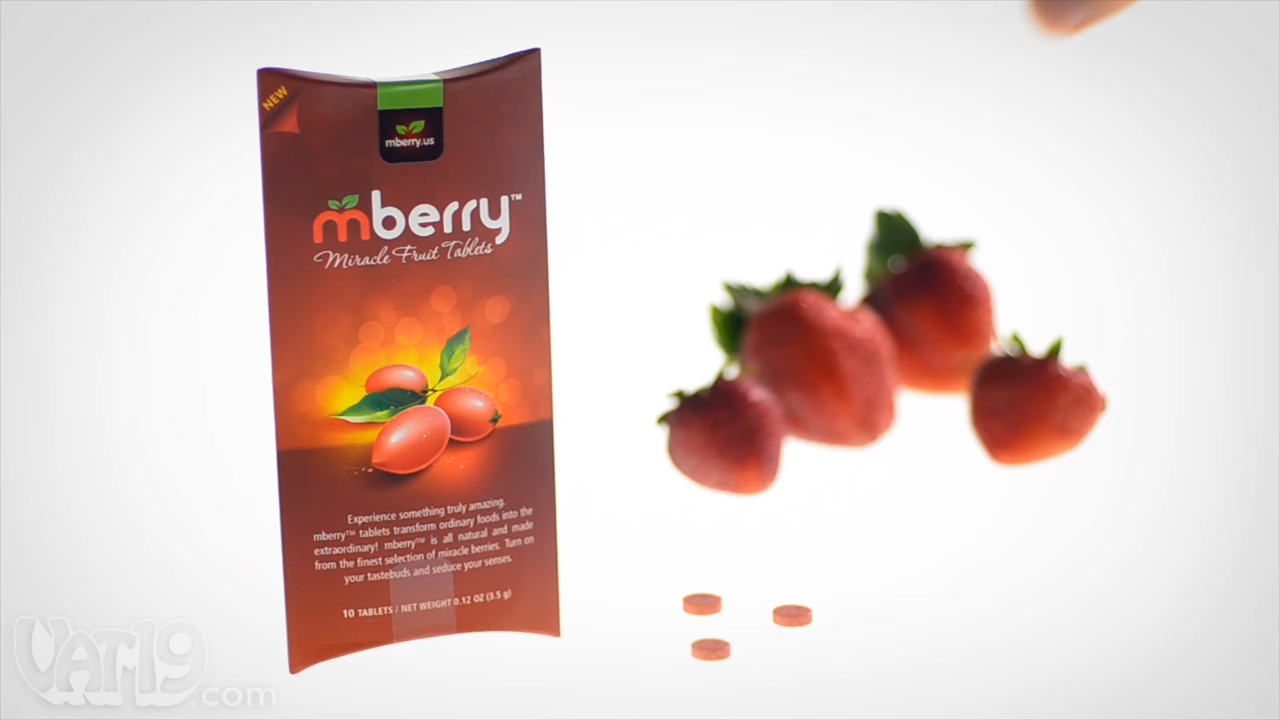 NEW
mberry.us
mberry™
Miracle Fruit Tablets
Experience something truly amazing.
mberry™ tablets transform ordinary foods into the
extraordinary! mberry™ is all natural and made
from the finest selection of miracle berries. Turn on
your tastebuds and seduce your senses.
10 TABLETS / NET WEIGHT 0.12 OZ (3.5 g)
VAT19.com